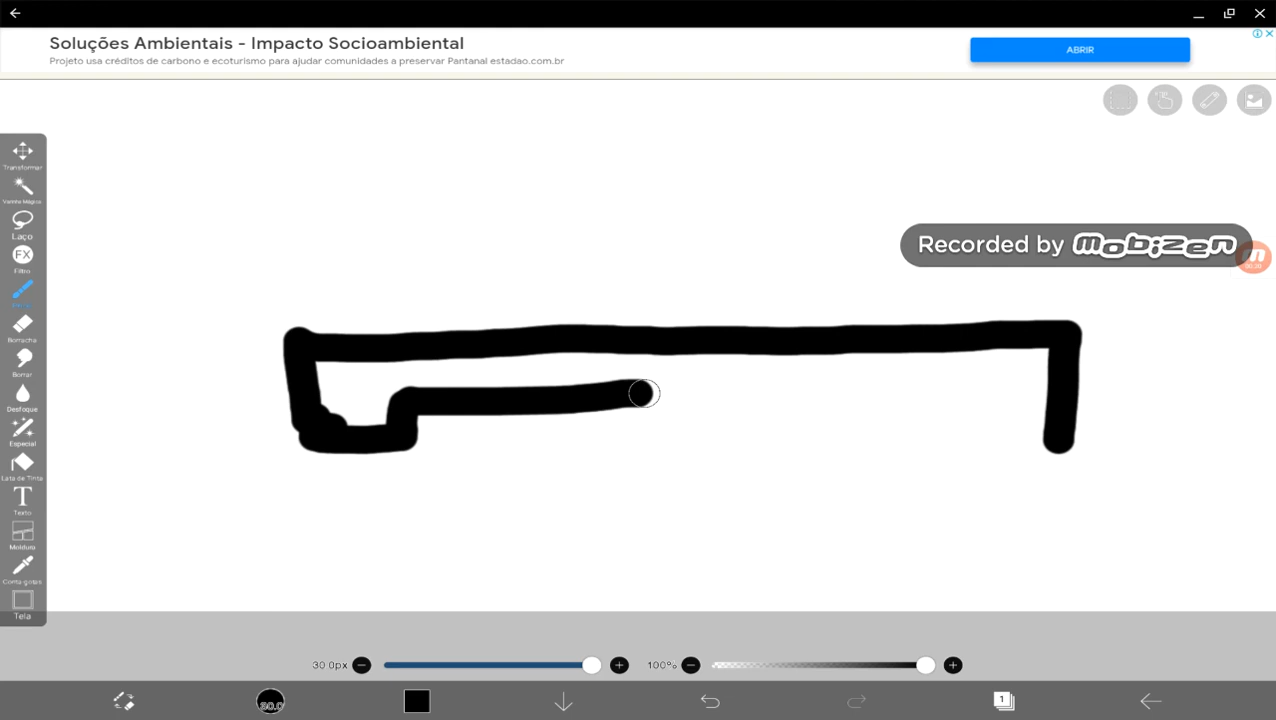 Soluções Ambientais - Impacto Socioambiental
Projeto usa créditos de carbono e ecoturismo para ajudar comunidades a preservar Pantanal estadao.com.br
ABRIR
Transformar
Varinha Mágica
Laço
FX
Filtro
Recorded by mobizen
Borracha
Borrar
Desfoque
Especial
Lata de Tinta
T
Texto
Moldura
Conta-gotas
Tela
30.0px
100%
30.0
1